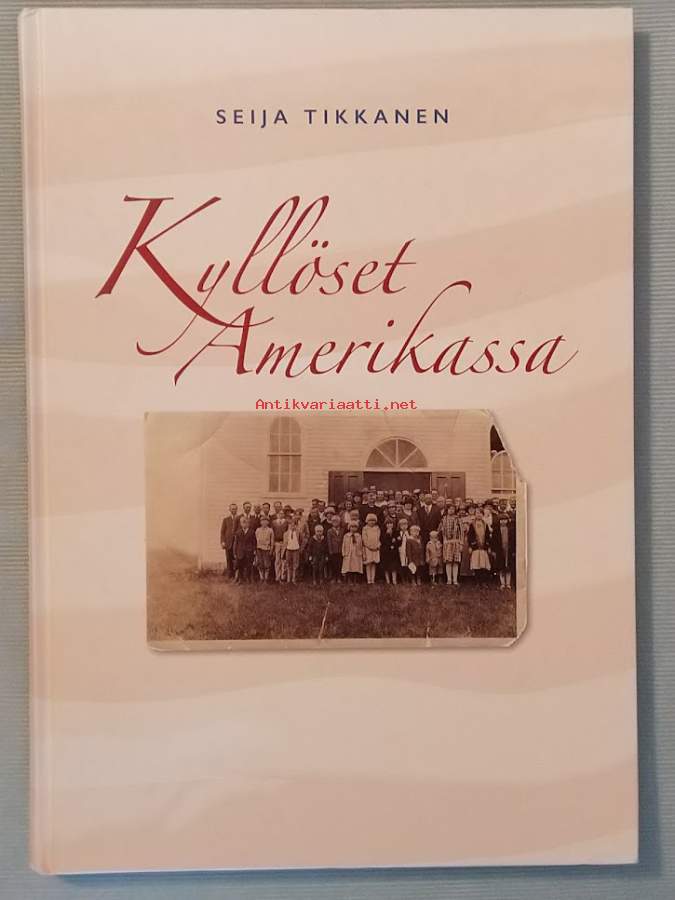 SEIJA TIKKANEN
Kyllöset
Amerikassa
Antikvariaatti.net